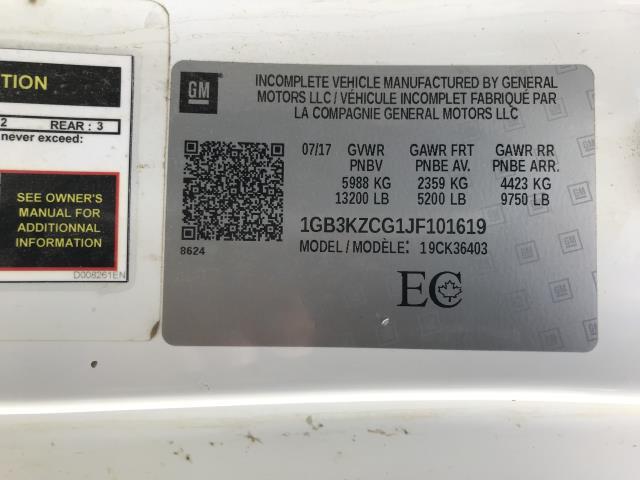 TION
2 REAR : 3
never exceed:
SEE OWNER'S
MANUAL FOR
ADDITIONNAL
INFORMATION
D008261EN
GM
INCOMPLETE VEHICLE MANUFACTURED BY GENERAL
MOTORS LLC / VÉHICULE INCOMPLET FABRIQUÉ PAR
LA COMPAGNIE GENERAL MOTORS LLC
07/17 GVWR GAWR FRT GAWR RR
PNBV PNBE AV. PNBE ARR.
5988 KG 2359 KG 4423 KG
13200 LB 5200 LB 9750 LB
1GB3KZCG1JF101619
8624 MODEL / MODÈLE: 19CK36403
EC